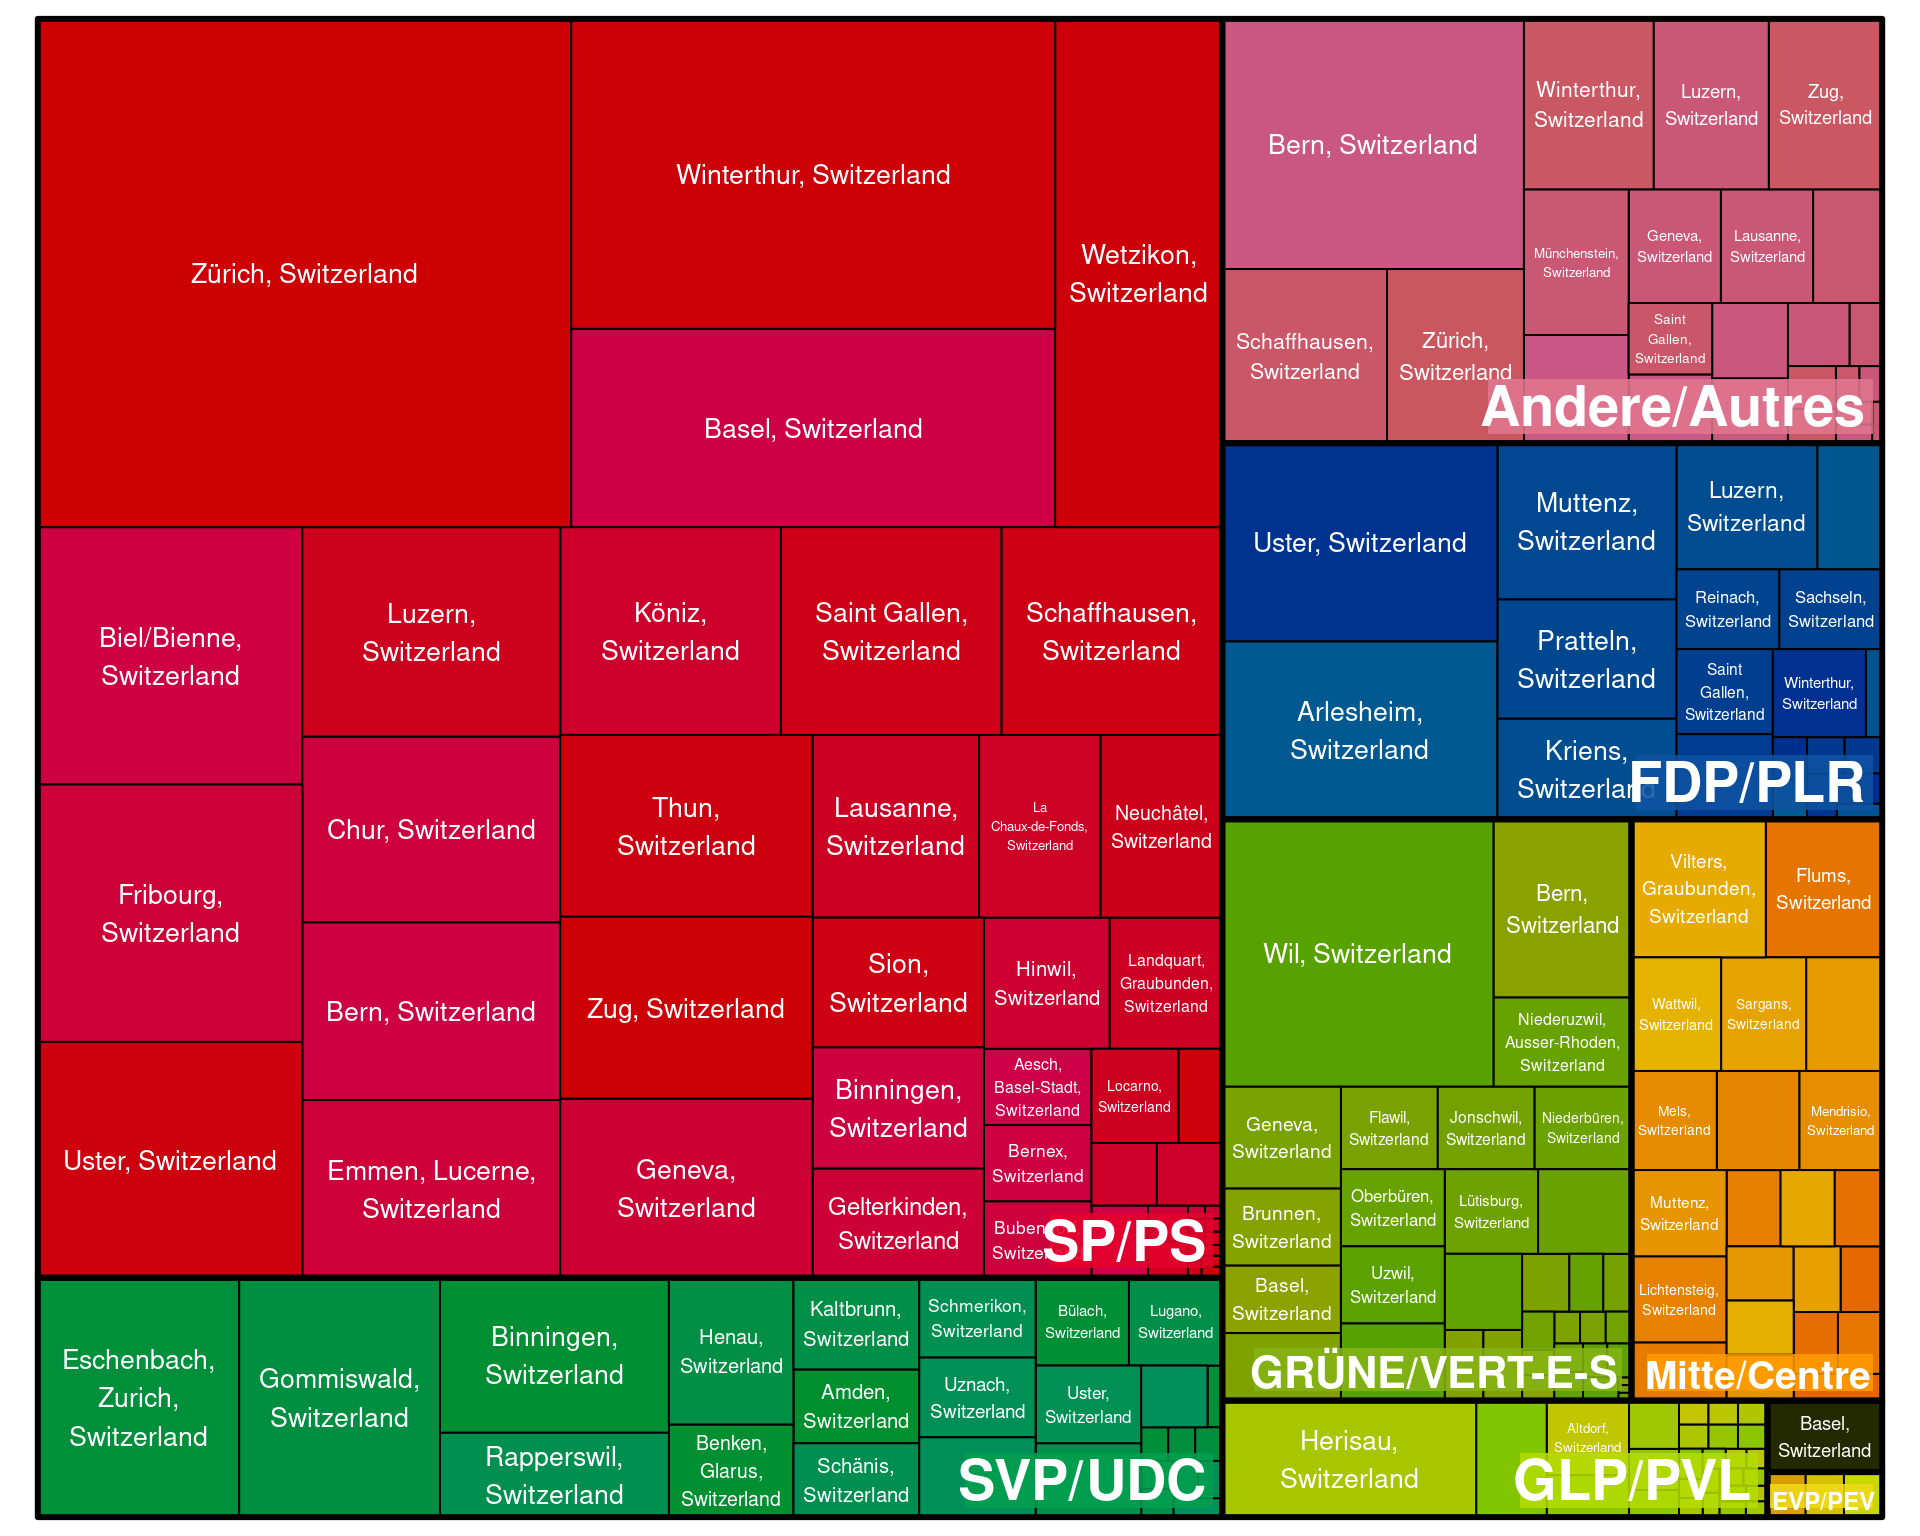 Zürich, Switzerland
Winterthur, Switzerland
Basel, Switzerland
Wetzikon,
Switzerland
Biel/Bienne,
Switzerland
Fribourg,
Switzerland
Uster, Switzerland
Luzern,
Switzerland
Chur, Switzerland
Bern, Switzerland
Emmen, Lucerne,
Switzerland
Köniz,
Switzerland
Saint Gallen,
Switzerland
Schaffhausen,
Switzerland
Thun,
Switzerland
Zug, Switzerland
Geneva,
Switzerland
Lausanne,
Switzerland
La
Chaux-de-Fonds,
Switzerland
Neuchâtel,
Switzerland
Sion,
Switzerland
Binningen,
Switzerland
Gelterkinden,
Switzerland
Hinwil,
Switzerland
Landquart,
Graubunden,
Switzerland
Aesch,
Basel-Stadt,
Switzerland
Locarno,
Switzerland
Bernex,
Switzerland
SP/PS
Eschenbach,
Zurich,
Switzerland
Gommiswald,
Switzerland
Binningen,
Switzerland
Rapperswil,
Switzerland
Henau,
Switzerland
Benken,
Glarus,
Switzerland
Kaltbrunn,
Switzerland
Amden,
Switzerland
Schänis,
Switzerland
Schmerikon,
Switzerland
Uznach,
Switzerland
Bülach,
Switzerland
Lugano,
Switzerland
Uster,
Switzerland
SVP/UDC
Bern, Switzerland
Schaffhausen,
Switzerland
Zürich,
Switzerland
Winterthur,
Switzerland
Luzern,
Switzerland
Zug,
Switzerland
Münchenstein,
Switzerland
Geneva,
Switzerland
Lausanne,
Switzerland
Saint
Gallen,
Switzerland
Andere/Autres
Uster, Switzerland
Arlesheim,
Switzerland
Muttenz,
Switzerland
Pratteln,
Switzerland
Kriens,
Switzerland
Luzern,
Switzerland
Reinach,
Switzerland
Sachseln,
Switzerland
Saint
Gallen,
Switzerland
Winterthur,
Switzerland
FDP/PLR
Wil, Switzerland
Bern,
Switzerland
Niederuzwil,
Ausser-Rhoden,
Switzerland
Geneva,
Switzerland
Brunnen,
Switzerland
Basel,
Switzerland
Flawil,
Switzerland
Jonschwil,
Switzerland
Niederbüren,
Switzerland
Oberbüren,
Switzerland
Lütisburg,
Switzerland
Uzwil,
Switzerland
GRÜNE/VERT-E-S
Vilters,
Graubunden,
Switzerland
Flums,
Switzerland
Wattwil,
Switzerland
Sargans,
Switzerland
Mels,
Switzerland
Mendrisio,
Switzerland
Muttenz,
Switzerland
Lichtensteig,
Switzerland
Mitte/Centre
Herisau,
Switzerland
Altdorf,
Switzerland
GLP/PVL
Basel,
Switzerland
EVP/PEV